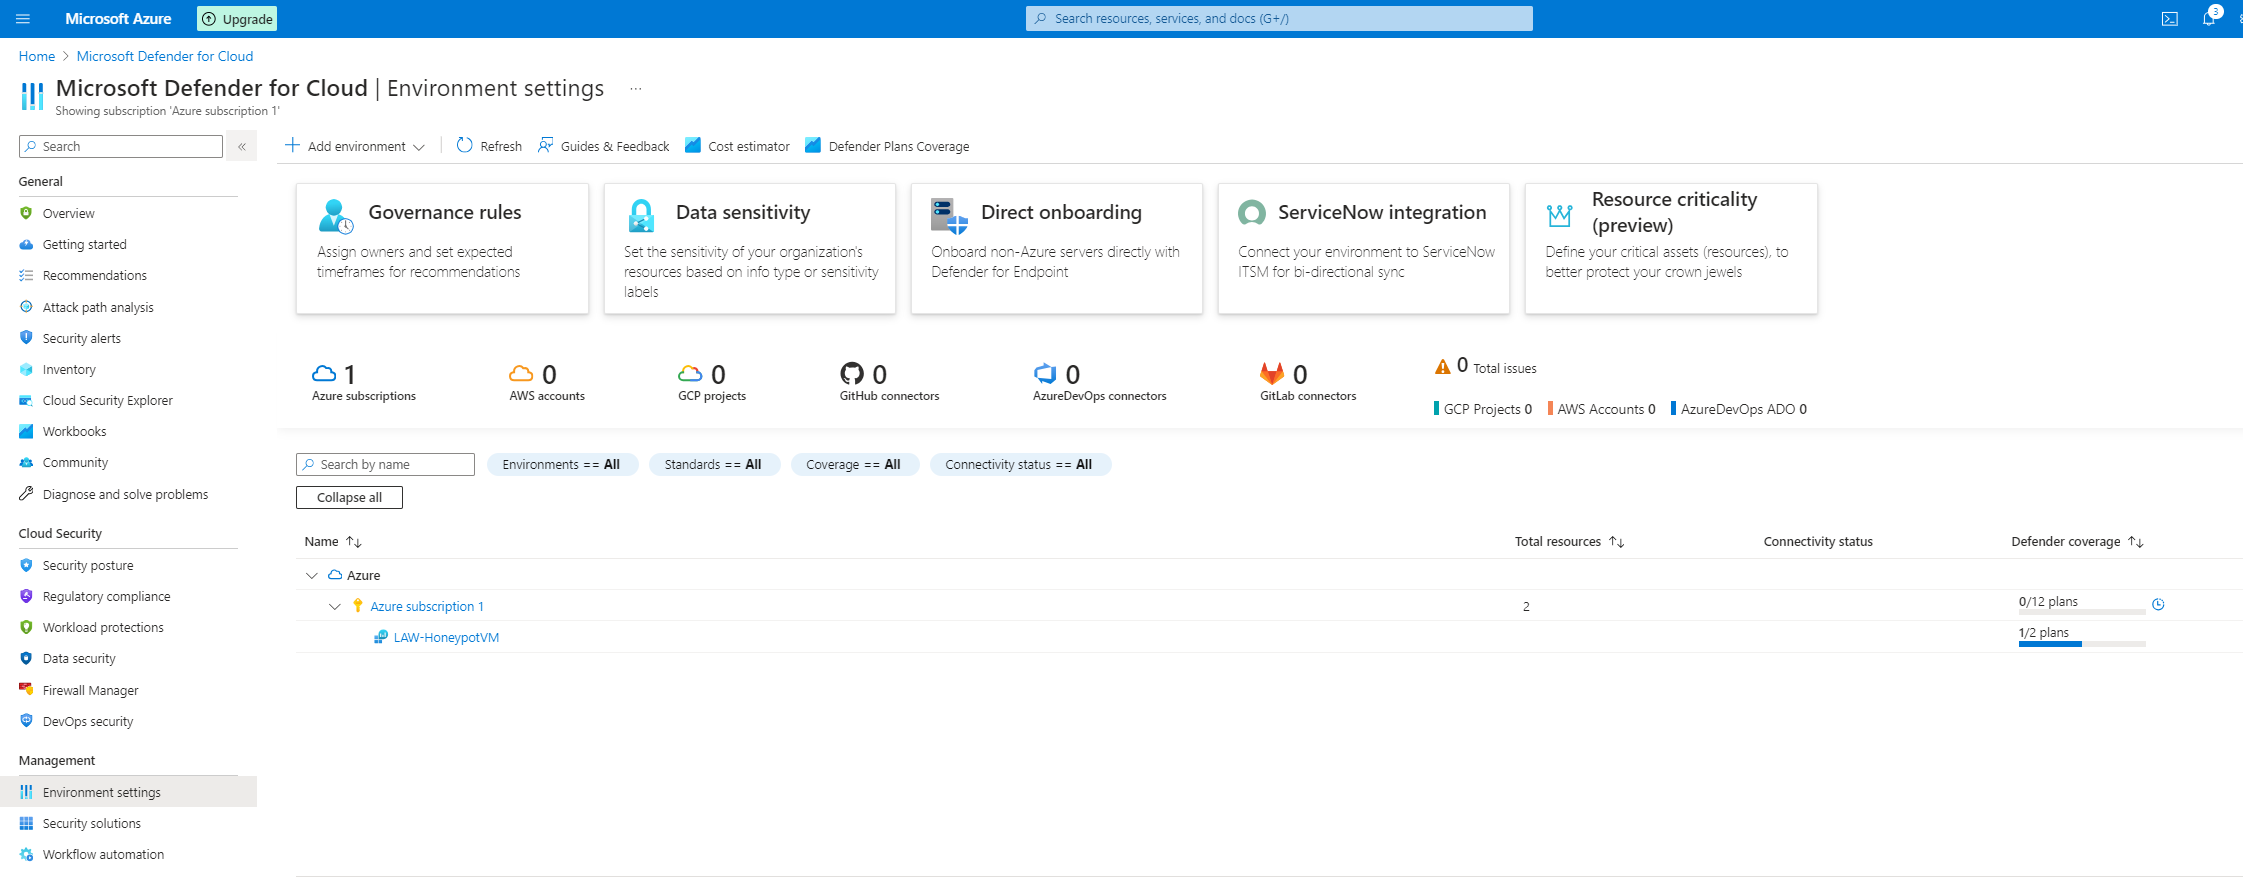 Microsoft Azure
Upgrade
Search resources, services, and docs (G+/)
3
Home > Microsoft Defender for Cloud
Microsoft Defender for Cloud | Environment settings ...
Showing subscription 'Azure subscription 1'
Search
«
Add environment
Refresh
Guides & Feedback
Cost estimator
Defender Plans Coverage
General
Overview
Getting started
Recommendations
Attack path analysis
Security alerts
Inventory
Cloud Security Explorer
Workbooks
Community
Diagnose and solve problems
Cloud Security
Security posture
Regulatory compliance
Workload protections
Data security
Firewall Manager
DevOps security
Management
Environment settings
Security solutions
Workflow automation
Governance rules
Assign owners and set expected
timeframes for recommendations
Data sensitivity
Set the sensitivity of your organization's
resources based on info type or sensitivity
labels
Direct onboarding
Onboard non-Azure servers directly with
Defender for Endpoint
ServiceNow integration
Connect your environment to ServiceNow
ITSM for bi-directional sync
Resource criticality
(preview)
Define your critical assets (resources), to
better protect your crown jewels
1
Azure subscriptions
0
AWS accounts
0
GCP projects
0
GitHub connectors
0
AzureDevOps connectors
0
GitLab connectors
0 Total issues
GCP Projects 0
AWS Accounts 0
AzureDevOps ADO 0
Search by name
Environments == All
Standards == All
Coverage == All
Connectivity status == All
Collapse all
Name ↑↓
Total resources ↑↓
Connectivity status
Defender coverage ↑↓
Azure
Azure subscription 1
2
0/12 plans
LAW-HoneypotVM
1/2 plans